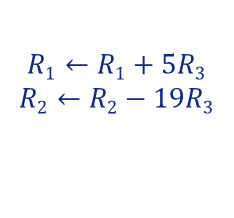 R₁ ← R₁ + 5R₃
R₂ ← R₂ − 19R₃